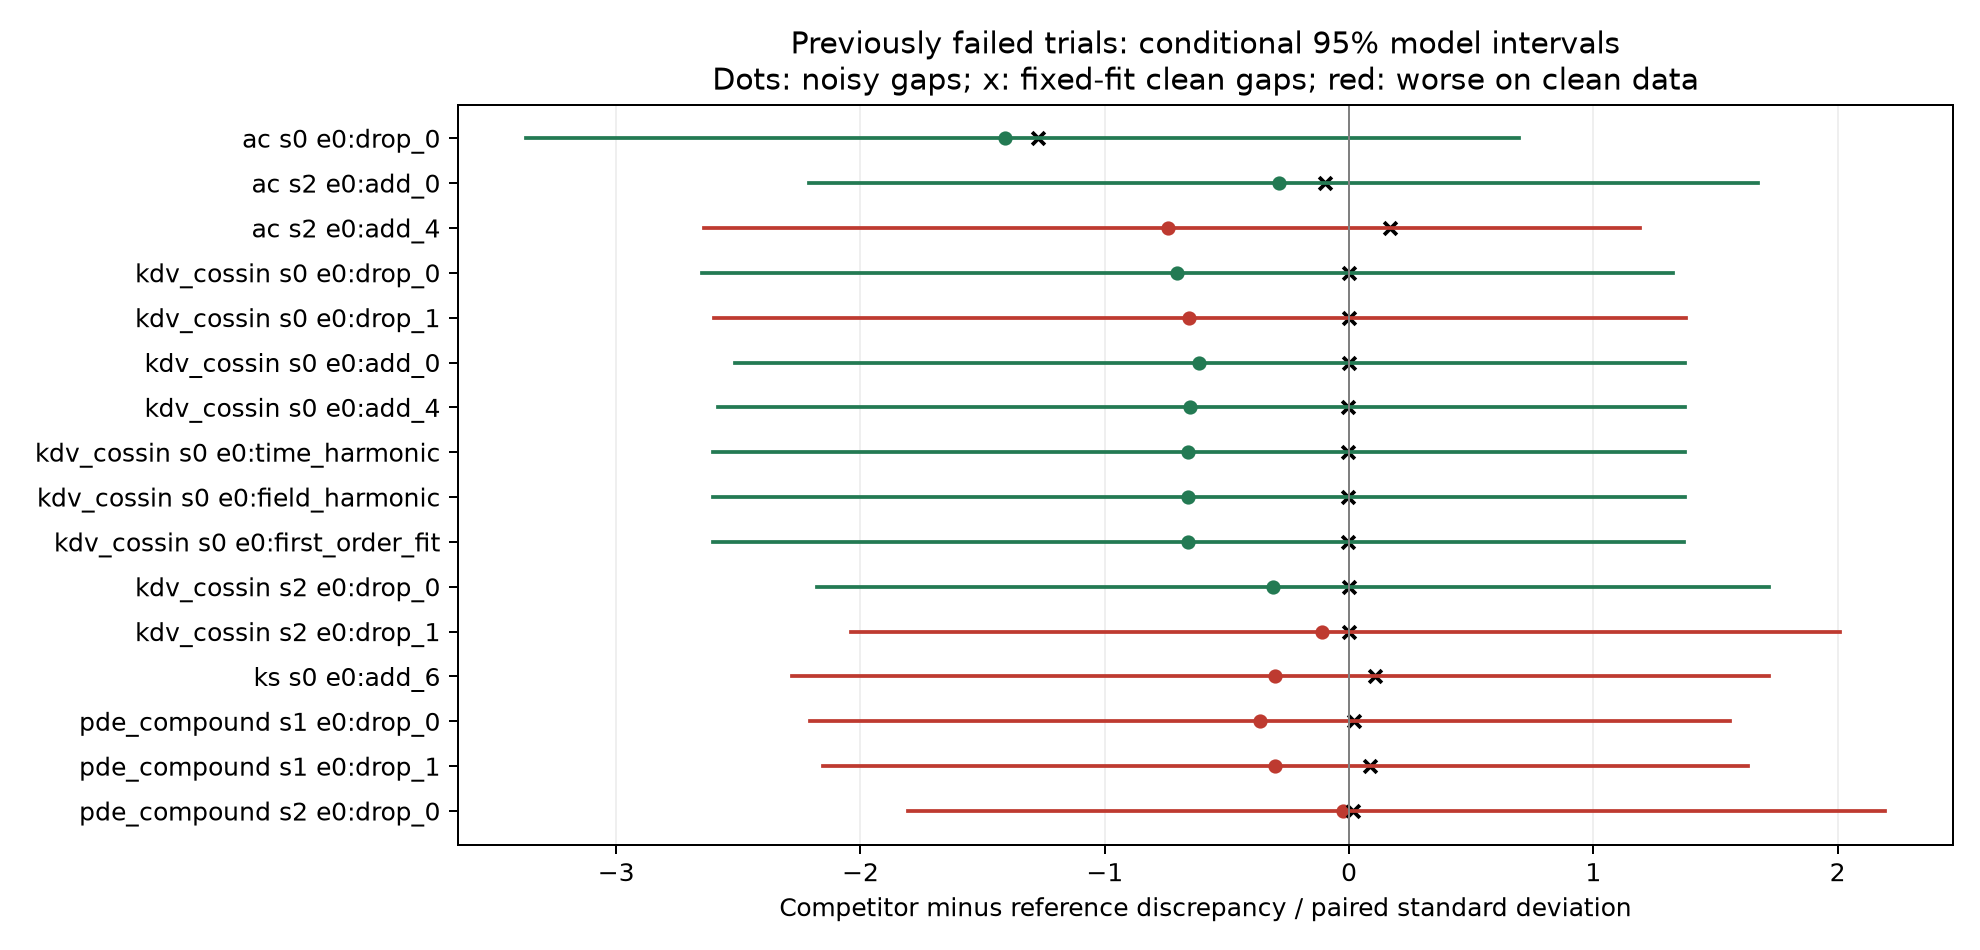 Previously failed trials: conditional 95% model intervals
Dots: noisy gaps; x: fixed-fit clean gaps; red: worse on clean data
ac s0 e0:drop_0
ac s2 e0:add_0
ac s2 e0:add_4
kdv_cossin s0 e0:drop_0
kdv_cossin s0 e0:drop_1
kdv_cossin s0 e0:add_0
kdv_cossin s0 e0:add_4
kdv_cossin s0 e0:time_harmonic
kdv_cossin s0 e0:field_harmonic
kdv_cossin s0 e0:first_order_fit
kdv_cossin s2 e0:drop_0
kdv_cossin s2 e0:drop_1
ks s0 e0:add_6
pde_compound s1 e0:drop_0
pde_compound s1 e0:drop_1
pde_compound s2 e0:drop_0
−3 −2 −1 0 1 2
Competitor minus reference discrepancy / paired standard deviation